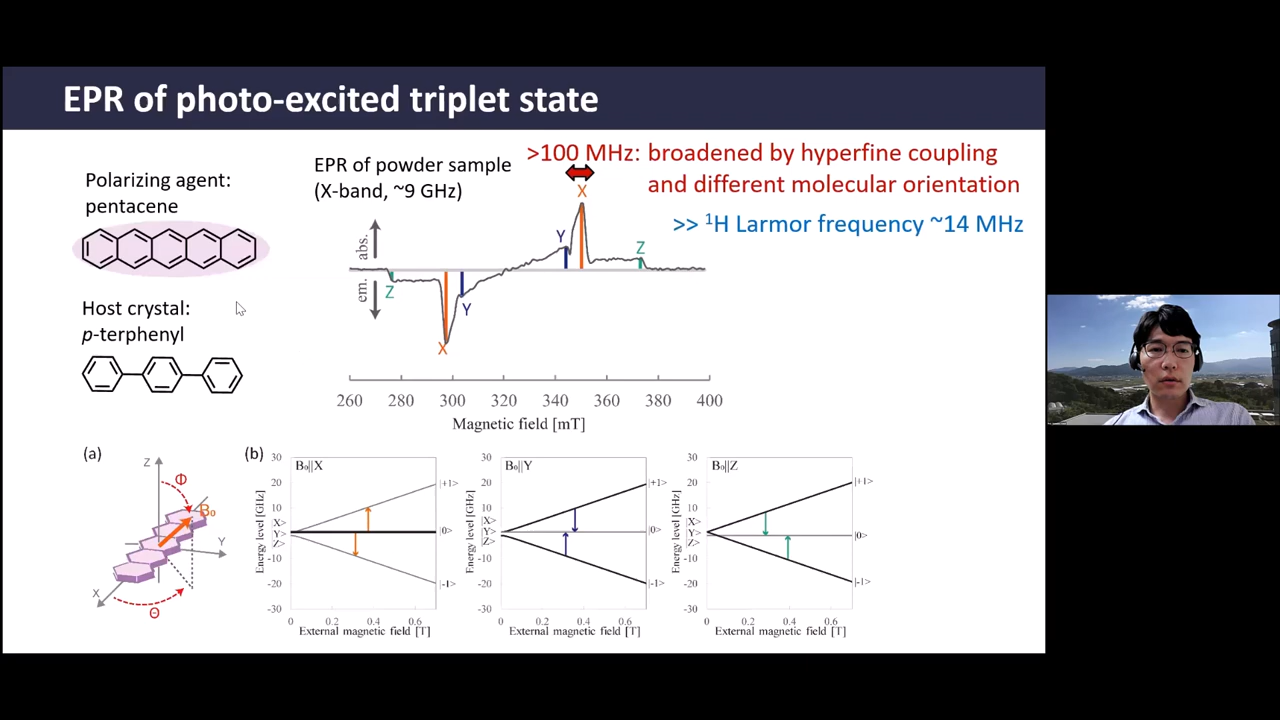 EPR of photo-excited triplet state
Polarizing agent:
pentacene
Host crystal:
p-terphenyl
EPR of powder sample
(X-band, ~9 GHz)
>100 MHz: broadened by hyperfine coupling
and different molecular orientation
>> ¹H Larmor frequency ~14 MHz
abs.
em.
X
Y
Z
Z
Y
X
260 280 300 320 340 360 380 400
Magnetic field [mT]
(a)
Z
Φ
B₀
Y
X
Θ
(b)
B₀||X
Energy level [GHz]
30
20
10
|X>
|Y>
|Z>
-10
-20
-30
|+1>
|0>
|-1>
0 0.2 0.4 0.6
External magnetic field [T]
B₀||Y
Energy level [GHz]
30
20
10
|X>
|Y>
|Z>
-10
-20
-30
|+1>
|0>
|-1>
0 0.2 0.4 0.6
External magnetic field [T]
B₀||Z
Energy level [GHz]
30
20
10
|X>
|Y>
|Z>
-10
-20
-30
|+1>
|0>
|-1>
0 0.2 0.4 0.6
External magnetic field [T]